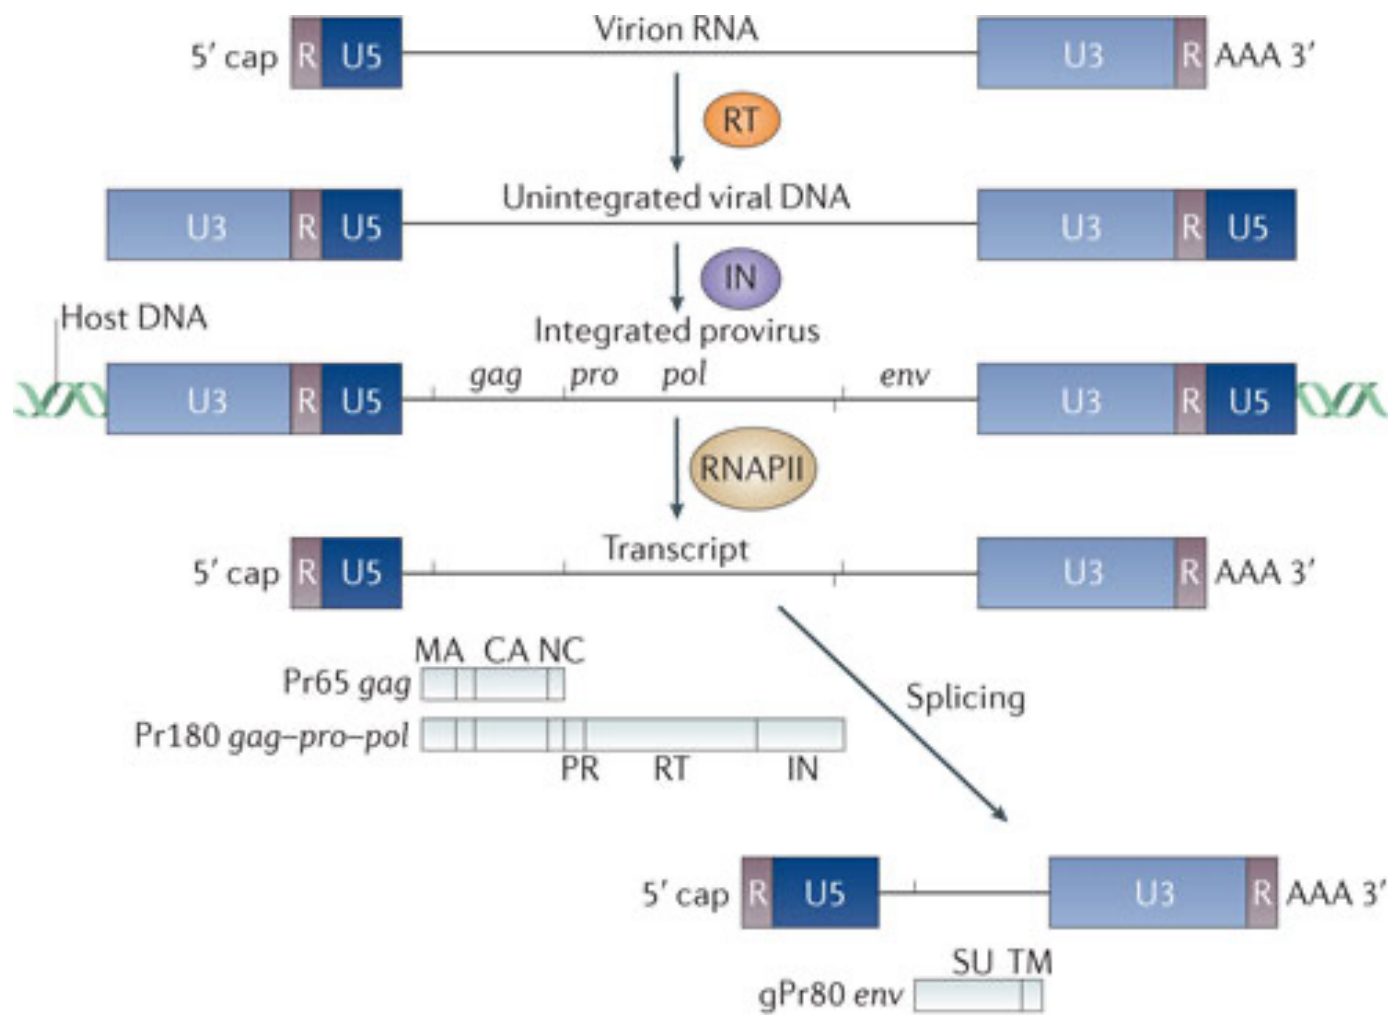 Virion RNA
5′ cap R U5 U3 R AAA 3′
RT
Unintegrated viral DNA
U3 R U5 U3 R U5
IN
Host DNA
Integrated provirus
gag pro pol env
U3 R U5 U3 R U5
RNAPII
Transcript
5′ cap R U5 U3 R AAA 3′
MA CA NC
Pr65 gag
Splicing
Pr180 gag–pro–pol
PR RT IN
5′ cap R U5 U3 R AAA 3′
SU TM
gPr80 env